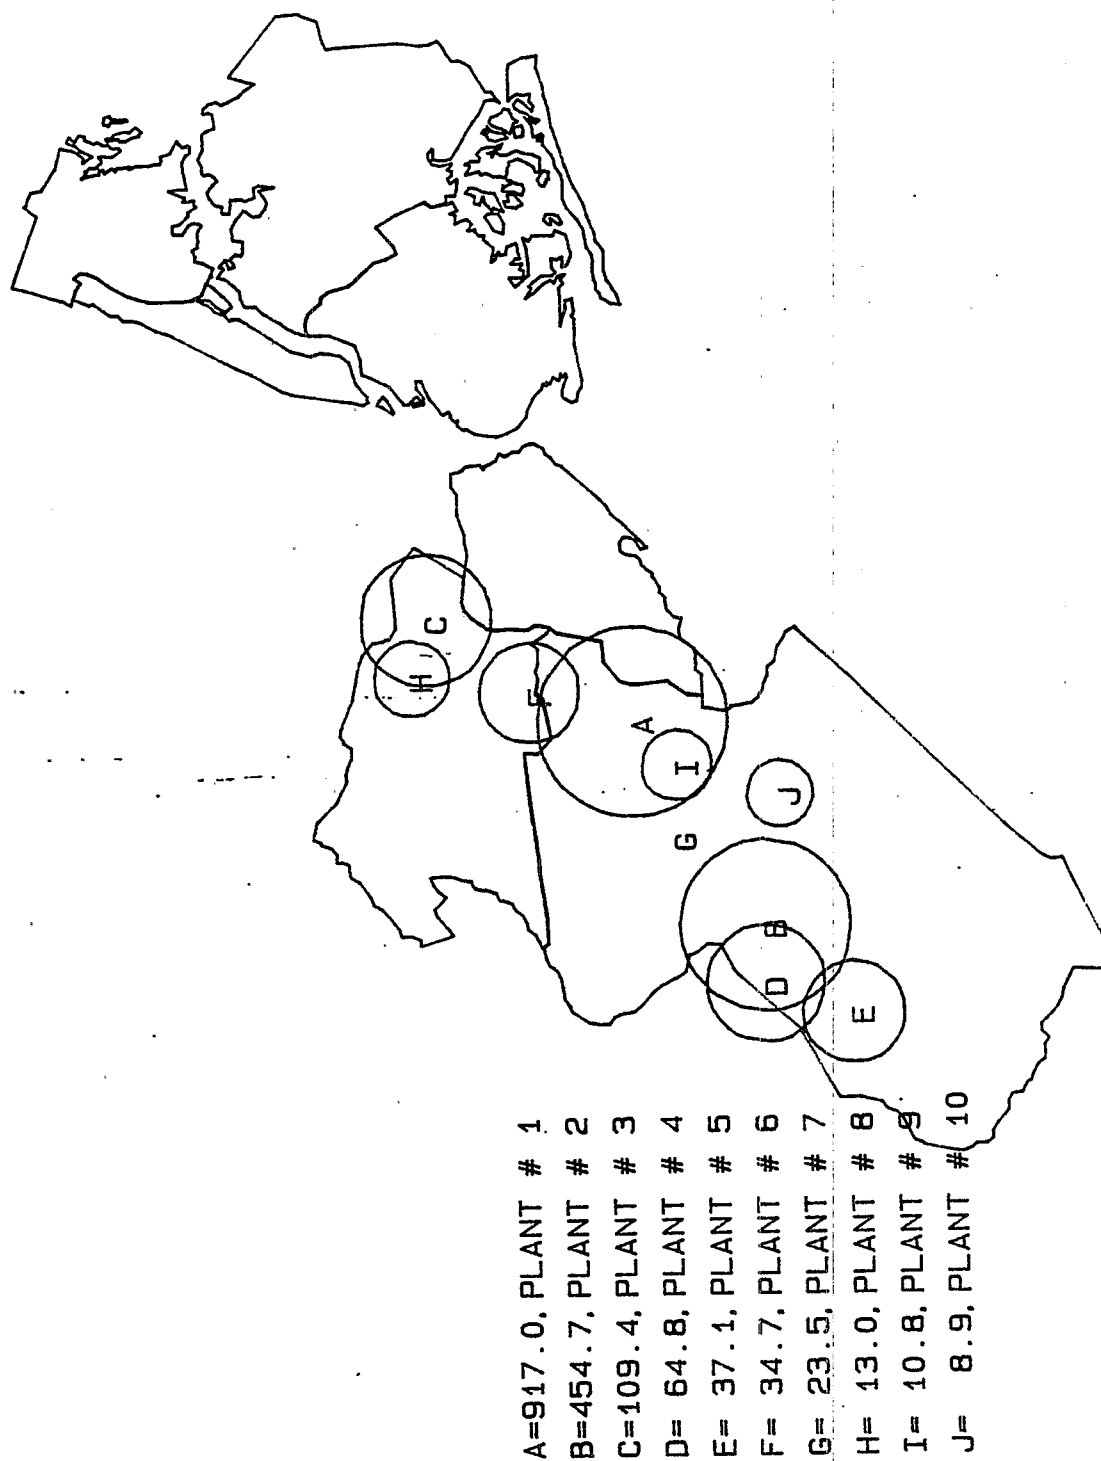 A=917.0, PLANT # 1
B=454.7, PLANT # 2
C=109.4, PLANT # 3
D= 64.8, PLANT # 4
E= 37.1, PLANT # 5
F= 34.7, PLANT # 6
G= 23.5, PLANT # 7
H= 13.0, PLANT # 8
I= 10.8, PLANT # 9
J= 8.9, PLANT # 10
H
C
F
A
I
G
J
B
D
E